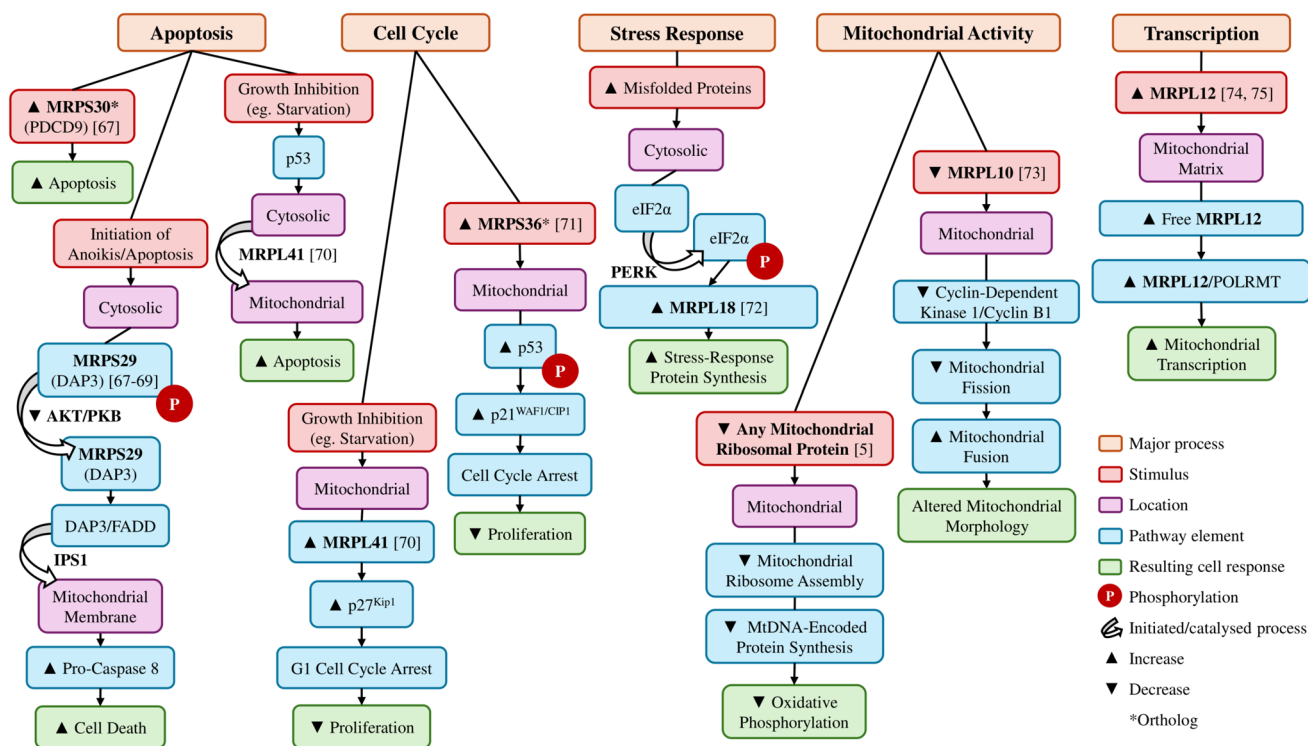 Apoptosis
▲ MRPS30*
(PDCD9) [67]
▲ Apoptosis
Initiation of
Anoikis/Apoptosis
Cytosolic
MRPS29
(DAP3) [67-69]
P
▼ AKT/PKB
MRPS29
(DAP3)
DAP3/FADD
IPS1
Mitochondrial
Membrane
▲ Pro-Caspase 8
▲ Cell Death
Growth Inhibition
(eg. Starvation)
p53
Cytosolic
MRPL41 [70]
Mitochondrial
▲ Apoptosis
Cell Cycle
Growth Inhibition
(eg. Starvation)
Mitochondrial
▲ MRPL41 [70]
▲ p27Kip1
G1 Cell Cycle Arrest
▼ Proliferation
▲ MRPS36* [71]
Mitochondrial
▲ p53
P
▲ p21WAF1/CIP1
Cell Cycle Arrest
▼ Proliferation
Stress Response
▲ Misfolded Proteins
Cytosolic
eIF2α
eIF2α
P
PERK
▲ MRPL18 [72]
▲ Stress-Response
Protein Synthesis
Mitochondrial Activity
▼ Any Mitochondrial
Ribosomal Protein [5]
Mitochondrial
▼ Mitochondrial
Ribosome Assembly
▼ MtDNA-Encoded
Protein Synthesis
▼ Oxidative
Phosphorylation
▼ MRPL10 [73]
Mitochondrial
▼ Cyclin-Dependent
Kinase 1/Cyclin B1
▼ Mitochondrial
Fission
▲ Mitochondrial
Fusion
Altered Mitochondrial
Morphology
Transcription
▲ MRPL12 [74, 75]
Mitochondrial
Matrix
▲ Free MRPL12
▲ MRPL12/POLRMT
▲ Mitochondrial
Transcription
Major process
Stimulus
Location
Pathway element
Resulting cell response
P Phosphorylation
Initiated/catalysed process
▲ Increase
▼ Decrease
*Ortholog